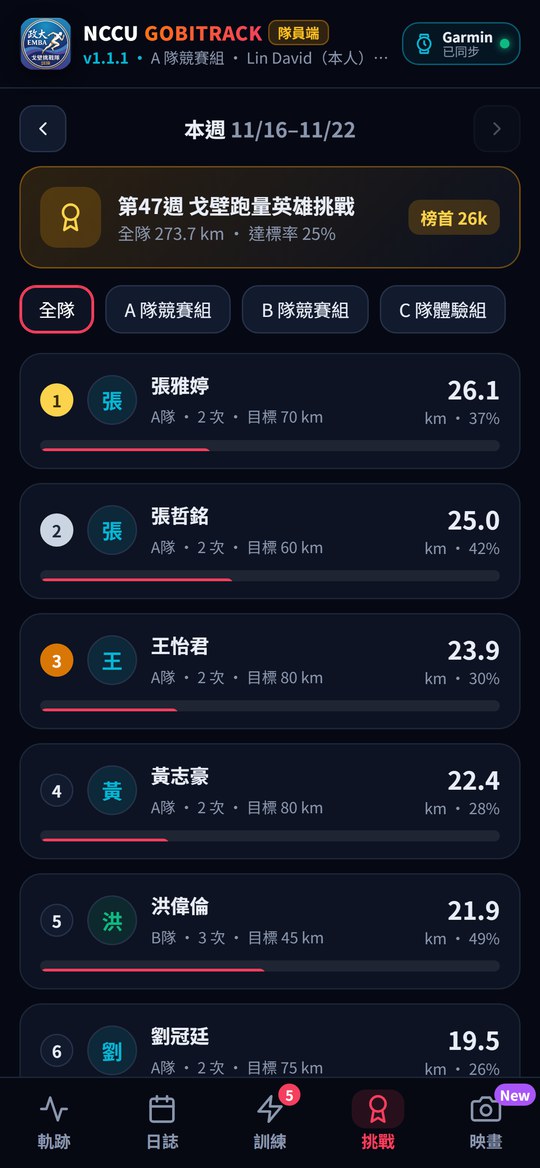 政大
EMBA
戈壁挑戰隊
NCCU GOBITRACK 隊員端
v1.1.1 • A 隊競賽組 • Lin David（本人）…
Garmin
已同步
本週 11/16–11/22
第47週 戈壁跑量英雄挑戰
全隊 273.7 km ・ 達標率 25%
榜首 26k
全隊
A 隊競賽組
B 隊競賽組
C 隊體驗組
1
張
張雅婷
A隊 ・ 2 次 ・ 目標 70 km
26.1
km ・ 37%
2
張
張哲銘
A隊 ・ 2 次 ・ 目標 60 km
25.0
km ・ 42%
3
王
王怡君
A隊 ・ 2 次 ・ 目標 80 km
23.9
km ・ 30%
4
黃
黃志豪
A隊 ・ 2 次 ・ 目標 80 km
22.4
km ・ 28%
5
洪
洪偉倫
B隊 ・ 3 次 ・ 目標 45 km
21.9
km ・ 49%
6
劉
劉冠廷
A隊 ・ 2 次 ・ 目標 75 km
19.5
km ・ 26%
軌跡
日誌
5
訓練
挑戰
New
映畫